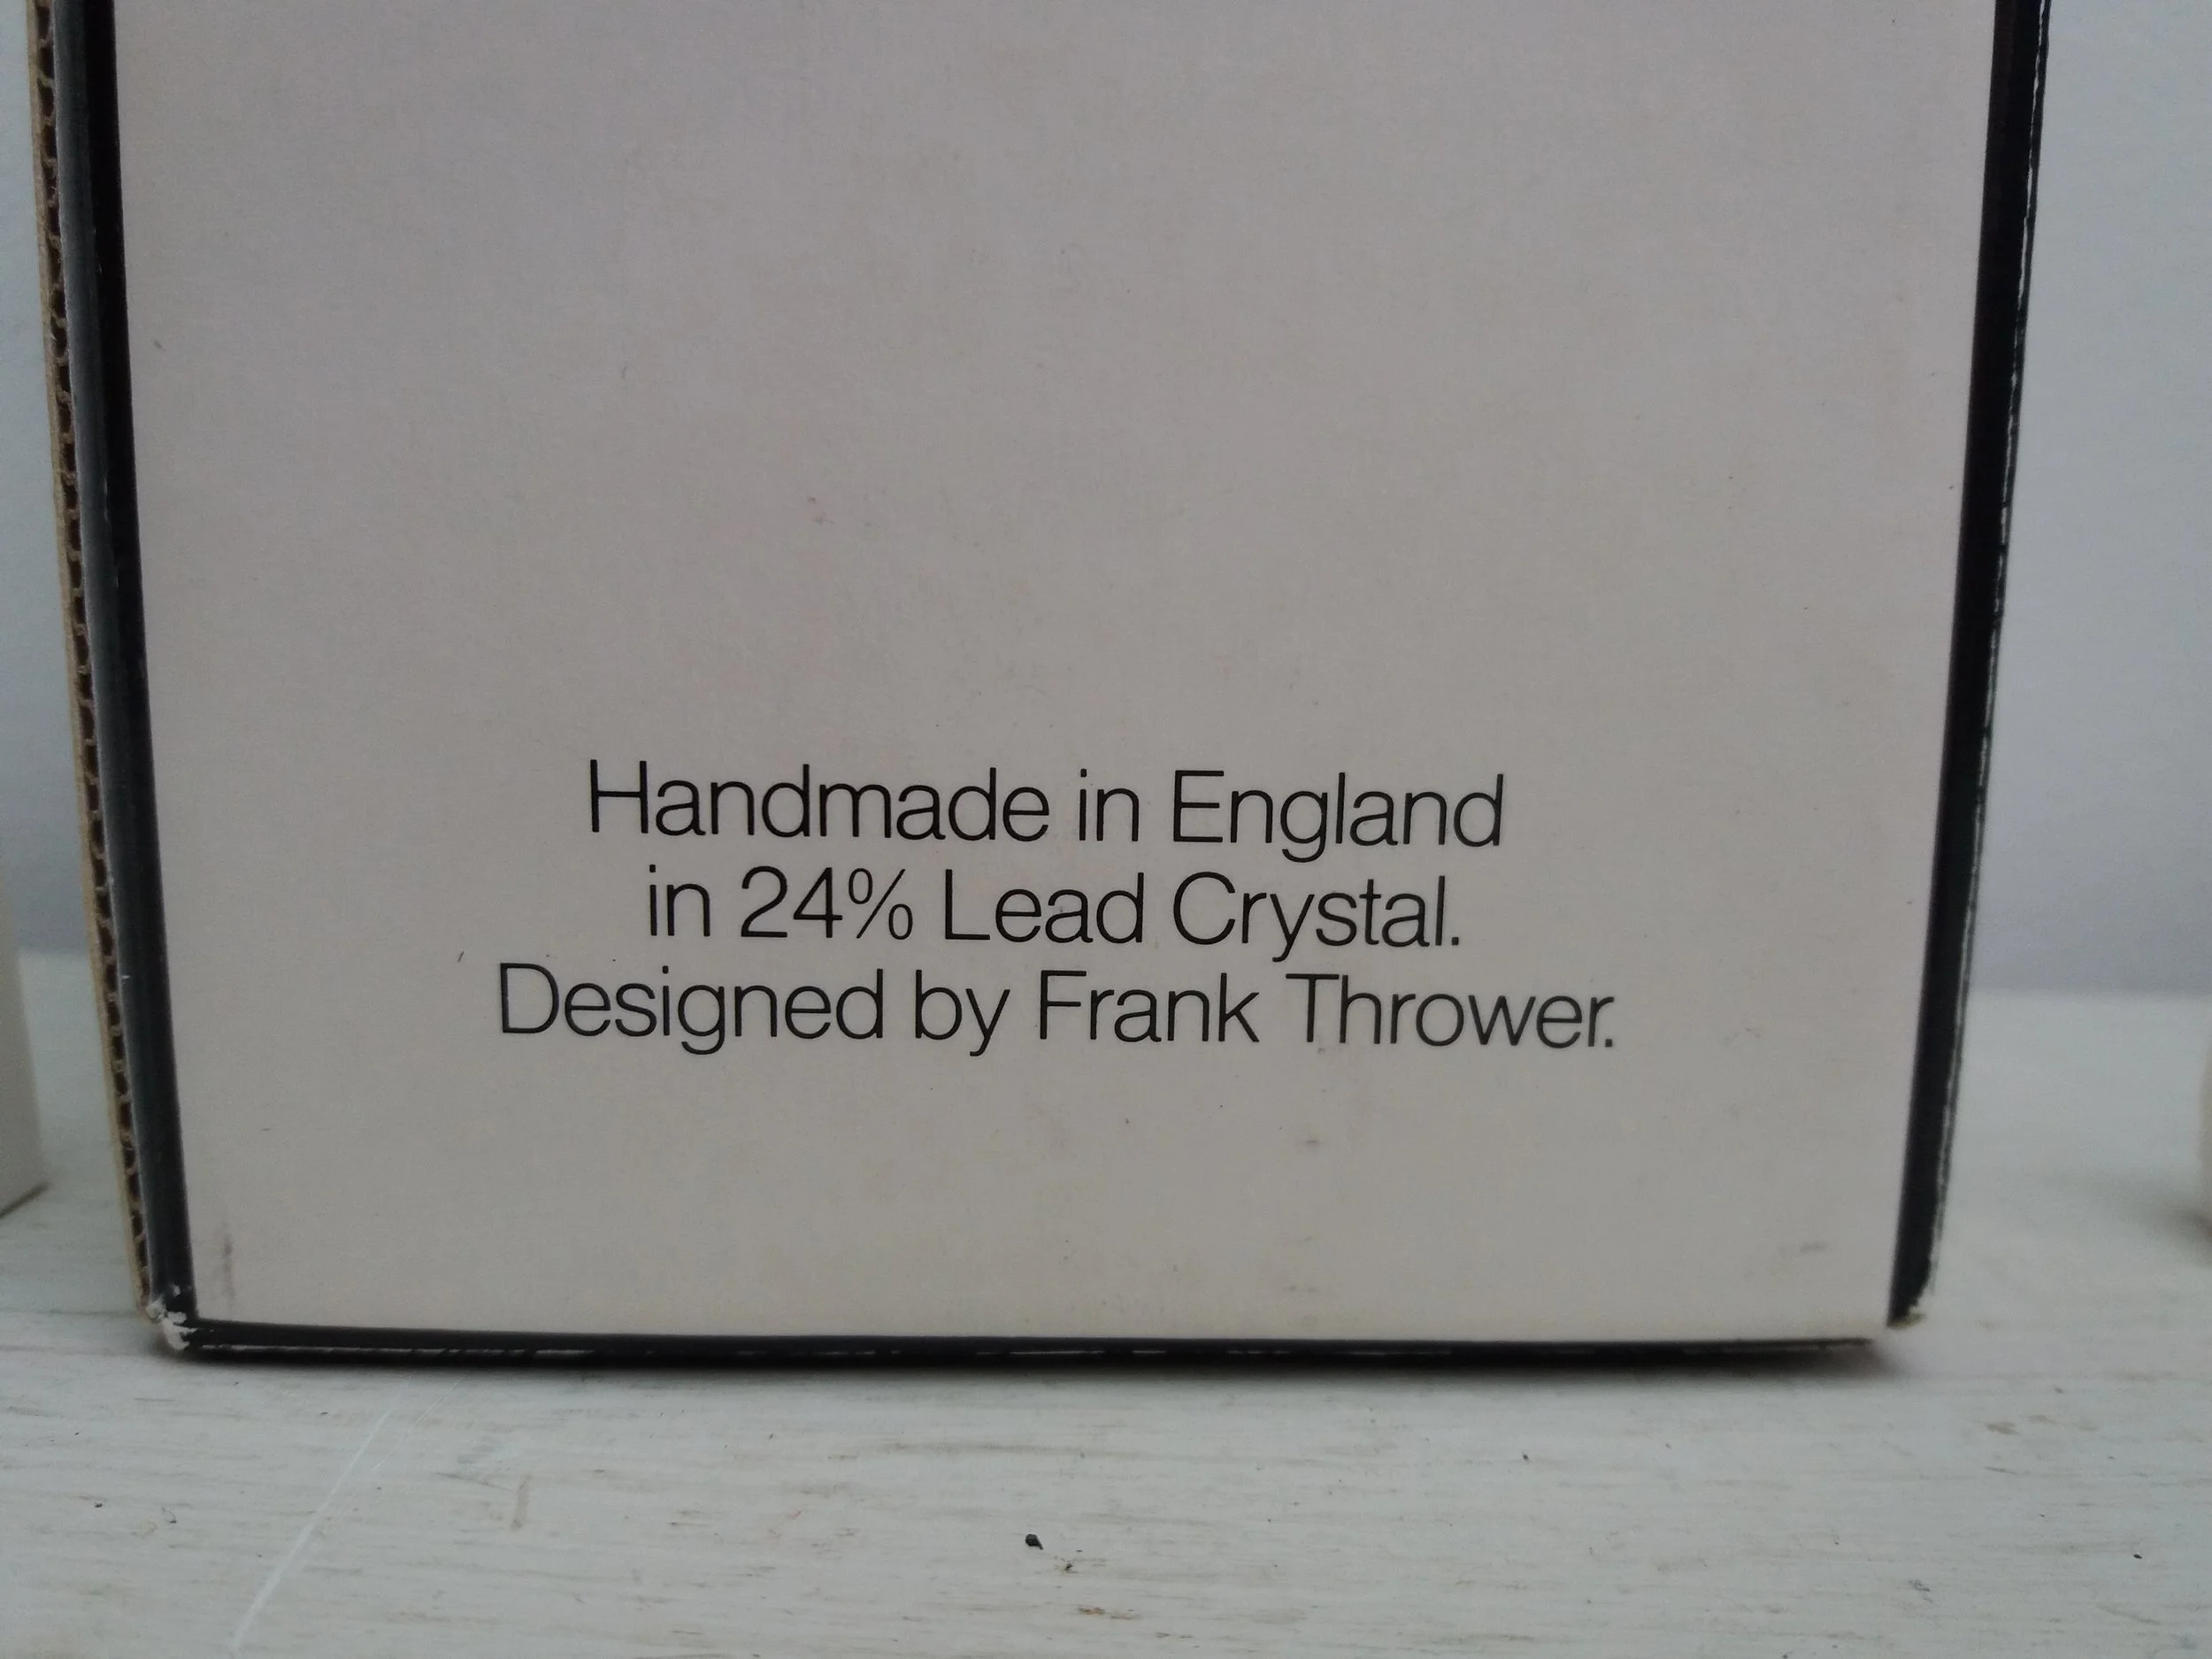 Handmade in England
in 24% Lead Crystal.
Designed by Frank Thrower.